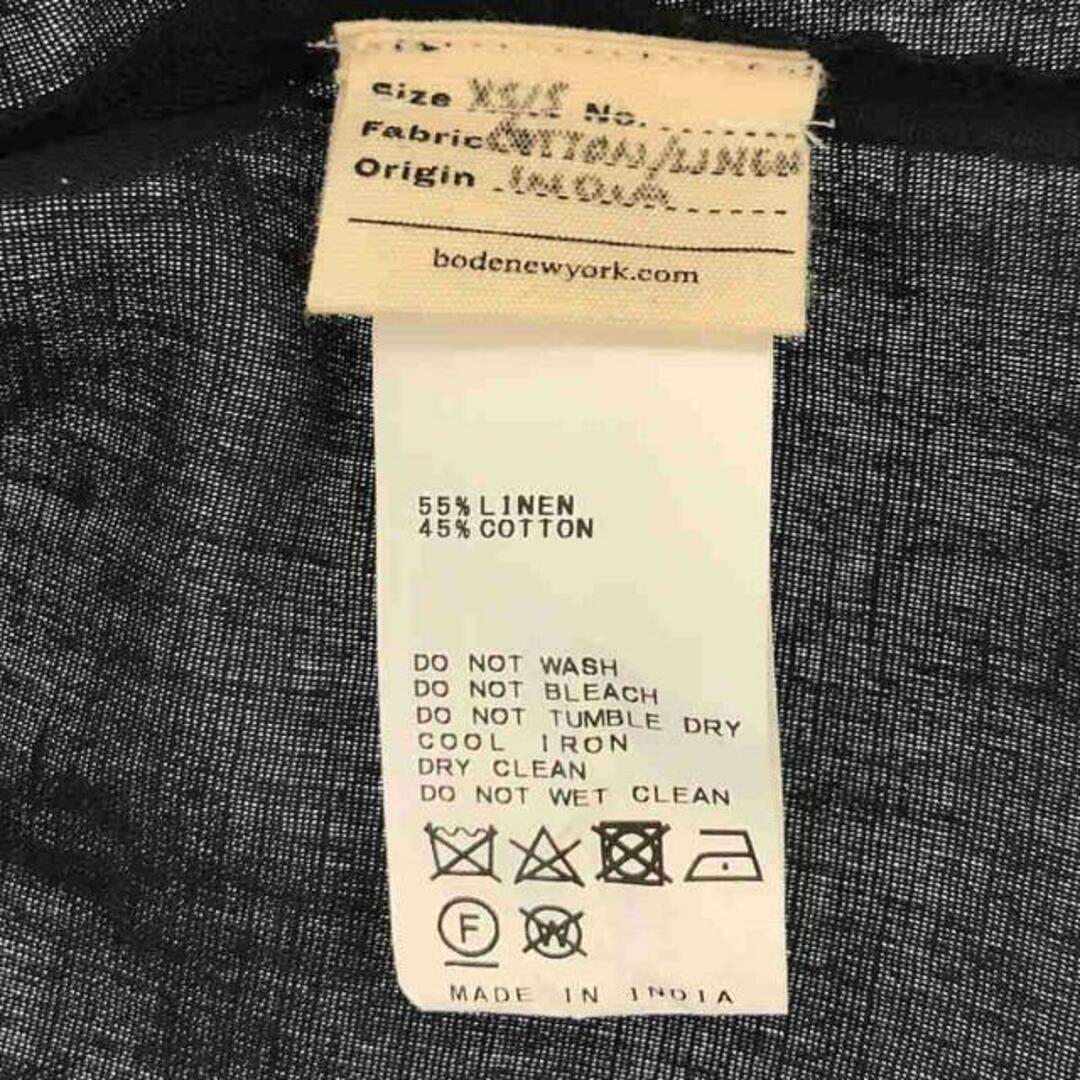 Size XS/S No.
Fabric COTTON/LINEN
Origin INDIA
bodenewyork.com
55% LINEN
45% COTTON
DO NOT WASH
DO NOT BLEACH
DO NOT TUMBLE DRY
COOL IRON
DRY CLEAN
DO NOT WET CLEAN
F W
MADE IN INDIA